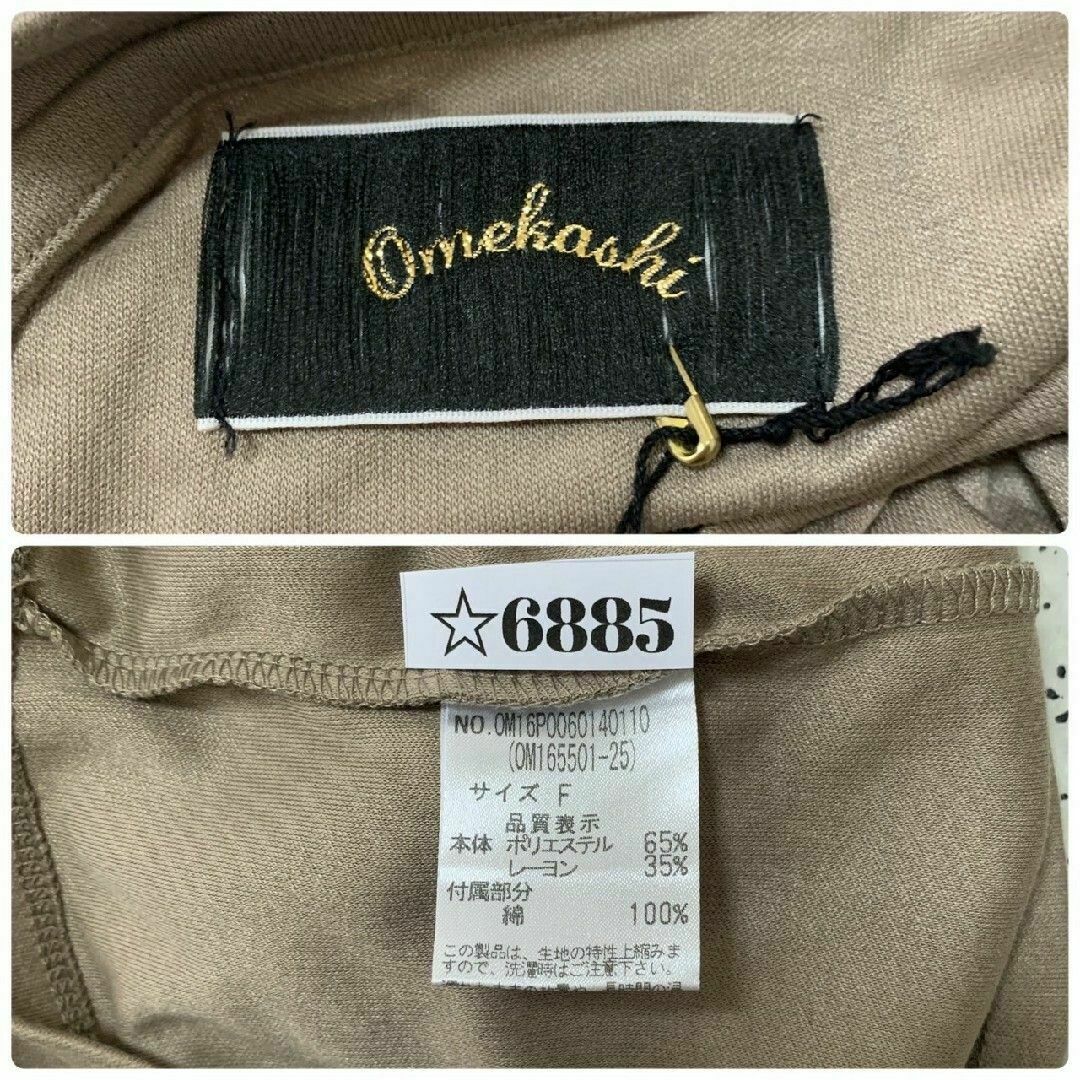 Omekashi
☆6885
NO.OM16P0060140110
(OM165501-25)
サイズ F
品質表示
本体 ポリエステル 65%
レーヨン 35%
付属部分
綿 100%
この製品は、生地の特性上縮みま
すので、洗濯時はご注意下さい。